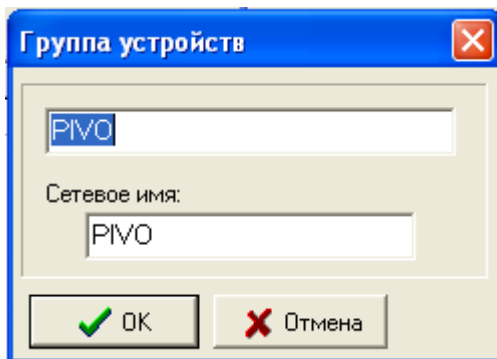 Группа устройств
PIVO
Сетевое имя:
PIVO
OK
Отмена